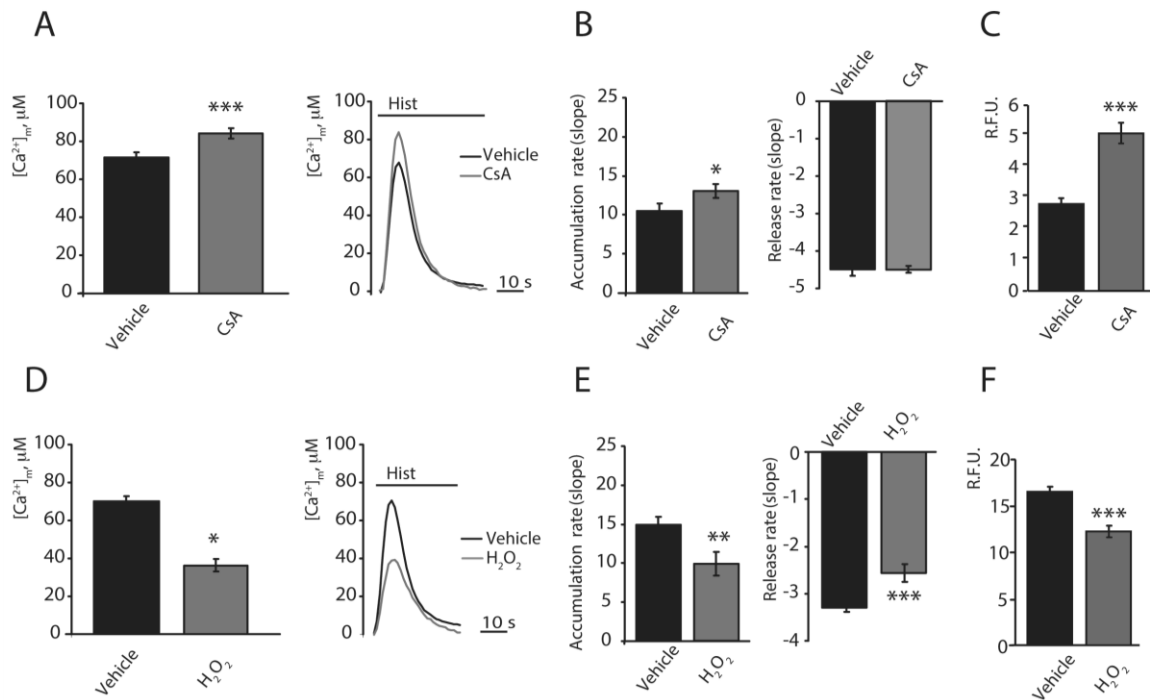 A
[Ca²⁺]ₘ, μM
100
80
60
40
20
0
***
Vehicle
CsA
[Ca²⁺]ₘ, μM
100
80
60
40
20
0
Hist
Vehicle
CsA
10 s
B
Accumulation rate (slope)
25
20
15
10
5
0
*
Vehicle
CsA
Release rate (slope)
Vehicle
CsA
0
-1
-2
-3
-4
-5
C
R.F.U.
6
5
4
3
2
1
0
***
Vehicle
CsA
D
[Ca²⁺]ₘ, μM
100
80
60
40
20
0
*
Vehicle
H₂O₂
[Ca²⁺]ₘ, μM
100
80
60
40
20
0
Hist
Vehicle
H₂O₂
10 s
E
Accumulation rate (slope)
25
20
15
10
5
0
**
Vehicle
H₂O₂
Release rate (slope)
Vehicle
H₂O₂
0
-1
-2
-3
-4
***
F
R.F.U.
20
15
10
5
0
***
Vehicle
H₂O₂